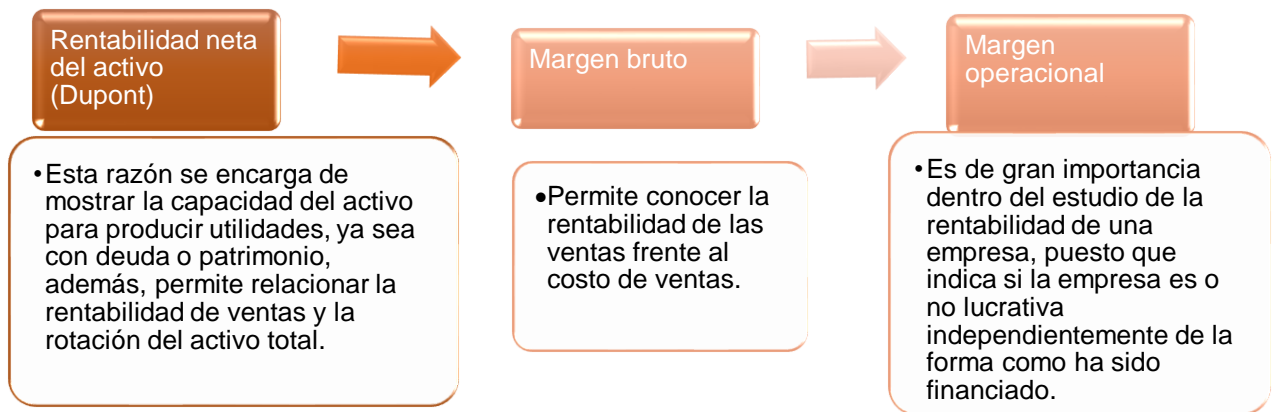 Rentabilidad neta
del activo
(Dupont)
•Esta razón se encarga de
mostrar la capacidad del activo
para producir utilidades, ya sea
con deuda o patrimonio,
además, permite relacionar la
rentabilidad de ventas y la
rotación del activo total.
Margen bruto
•Permite conocer la
rentabilidad de las
ventas frente al
costo de ventas.
Margen
operacional
•Es de gran importancia
dentro del estudio de la
rentabilidad de una
empresa, puesto que
indica si la empresa es o
no lucrativa
independientemente de la
forma como ha sido
financiado.